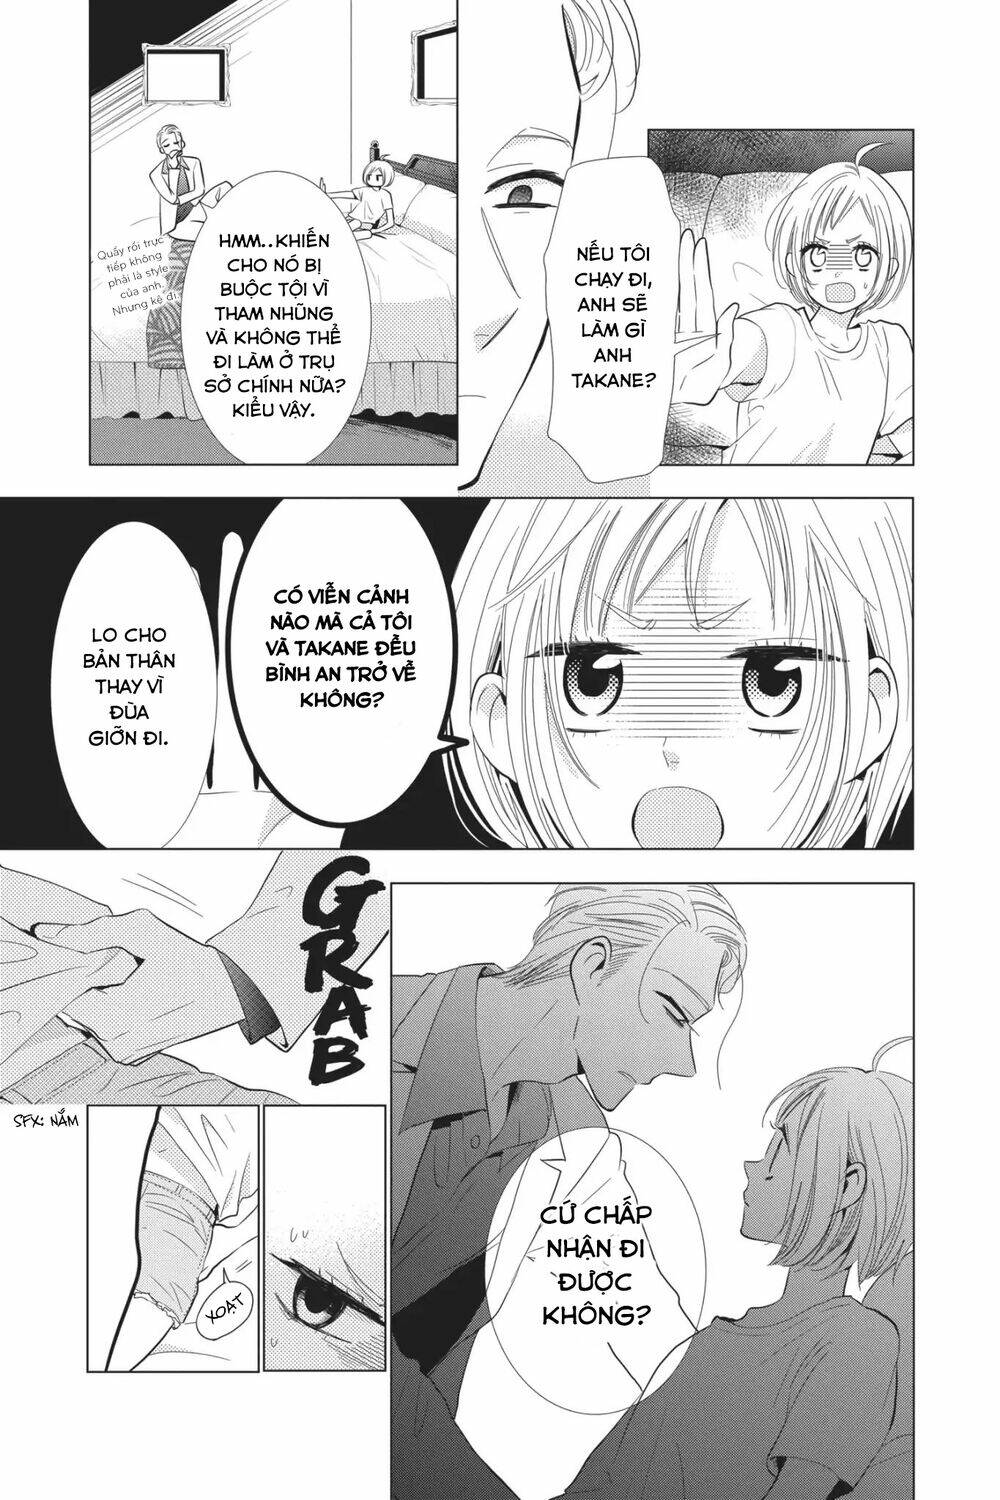 NẾU TÔI
CHẠY ĐI,
ANH SẼ
LÀM GÌ
ANH
TAKANE?
HMM..KHIẾN
CHO NÓ BỊ
BUỘC TỘI VÌ
THAM NHŨNG
VÀ KHÔNG THỂ
ĐI LÀM Ở TRỤ
SỞ CHÍNH NỮA?
KIỂU VẬY.
Quấy rối trực
tiếp không
phải là style
của anh.
Nhưng kệ đi.
CÓ VIỄN CẢNH
NÀO MÀ CẢ TÔI
VÀ TAKANE ĐỀU
BÌNH AN TRỞ VỀ
KHÔNG?
LO CHO
BẢN THÂN
THAY VÌ
ĐÙA
GIỠN ĐI.
GRAB
SFX: NẮM
CỨ CHẤP
NHẬN ĐI
ĐƯỢC
KHÔNG?
XOẠT